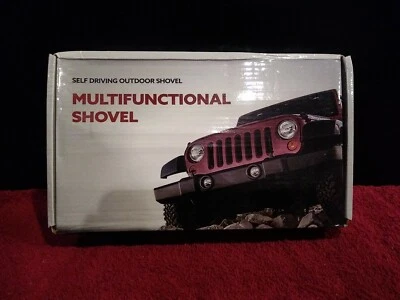 SELF DRIVING OUTDOOR SHOVEL
MULTIFUNCTIONAL
SHOVEL